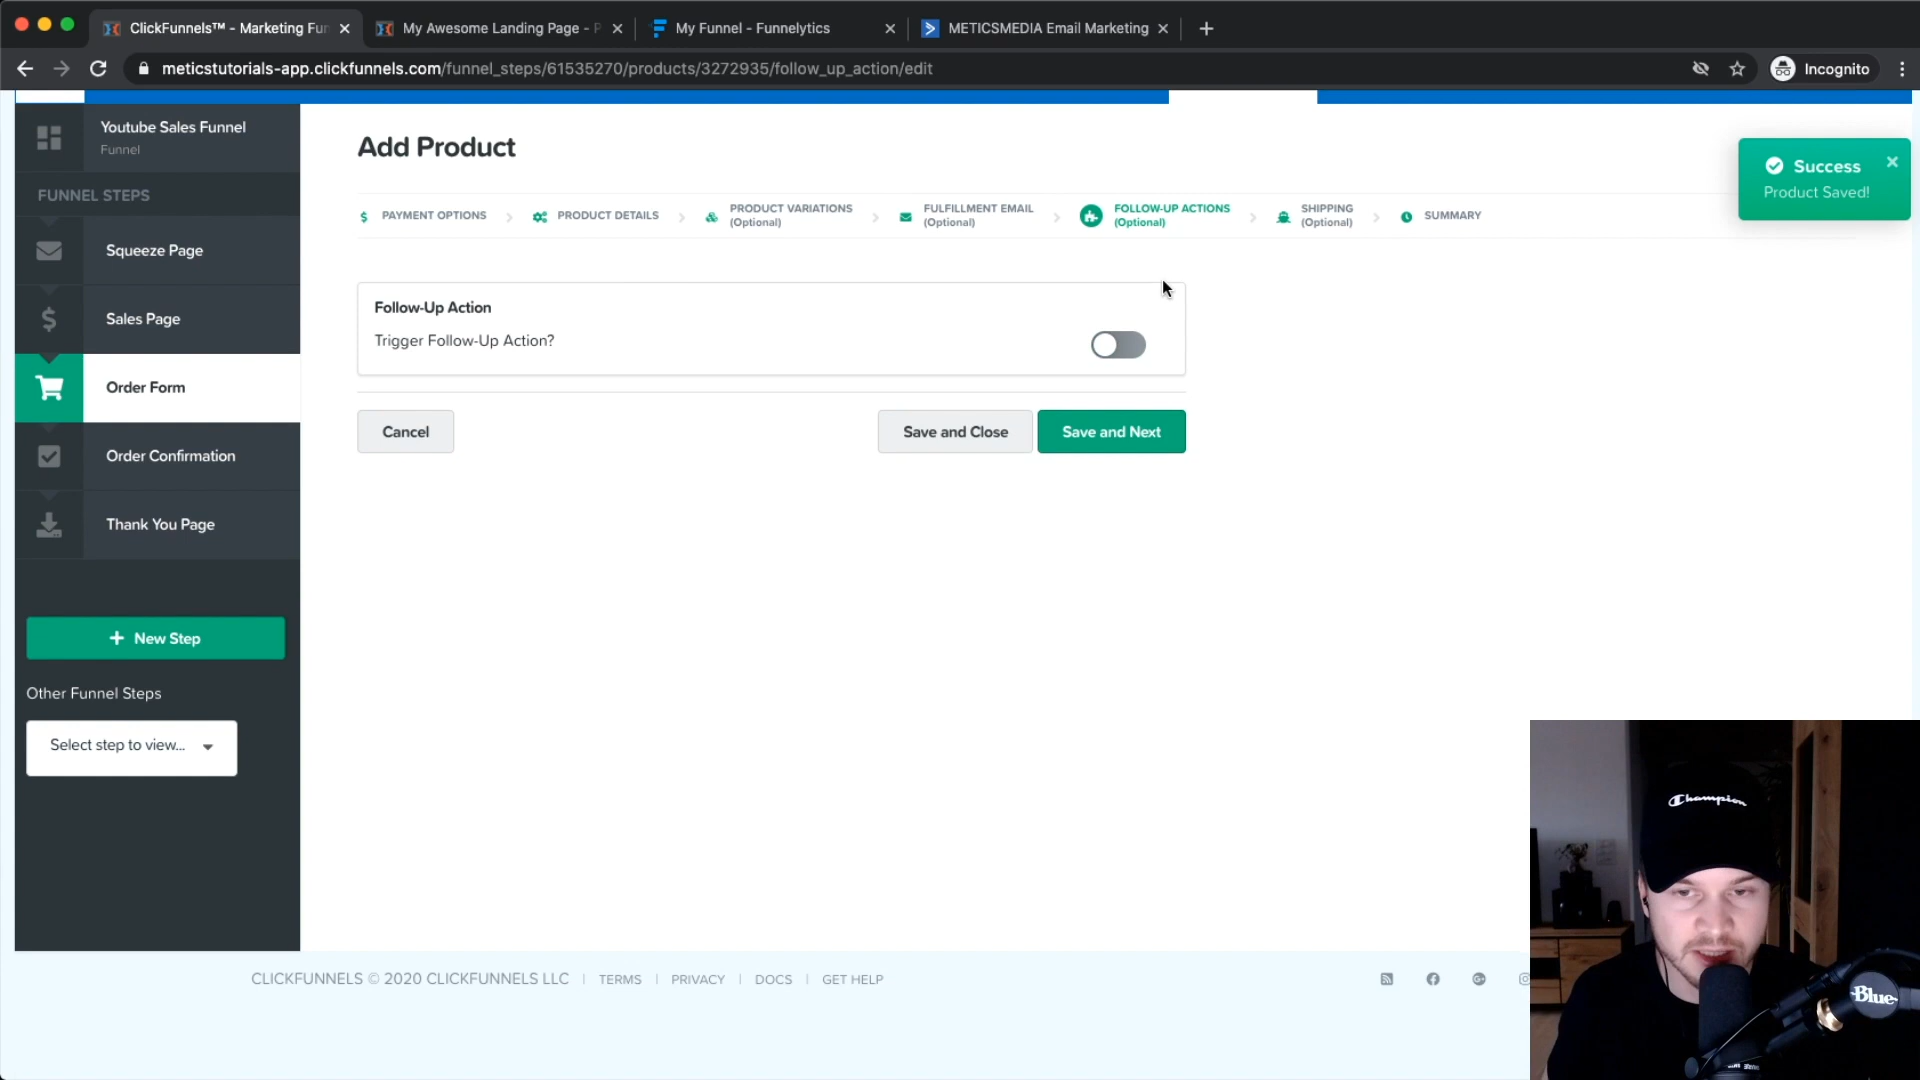 ClickFunnels™ - Marketing Fun
My Awesome Landing Page - P
My Funnel - Funnelytics
METICSMEDIA Email Marketing
meticstutorials-app.clickfunnels.com/funnel_steps/61535270/products/3272935/follow_up_action/edit
Incognito
Youtube Sales Funnel
Funnel
FUNNEL STEPS
Squeeze Page
Sales Page
Order Form
Order Confirmation
Thank You Page
New Step
Other Funnel Steps
Select step to view...
Add Product
PAYMENT OPTIONS
PRODUCT DETAILS
PRODUCT VARIATIONS
(Optional)
FULFILLMENT EMAIL
(Optional)
FOLLOW-UP ACTIONS
(Optional)
SHIPPING
(Optional)
SUMMARY
Success
Product Saved!
Follow-Up Action
Trigger Follow-Up Action?
Cancel
Save and Close
Save and Next
CLICKFUNNELS © 2020 CLICKFUNNELS LLC
TERMS
PRIVACY
DOCS
GET HELP
Champion
Blue